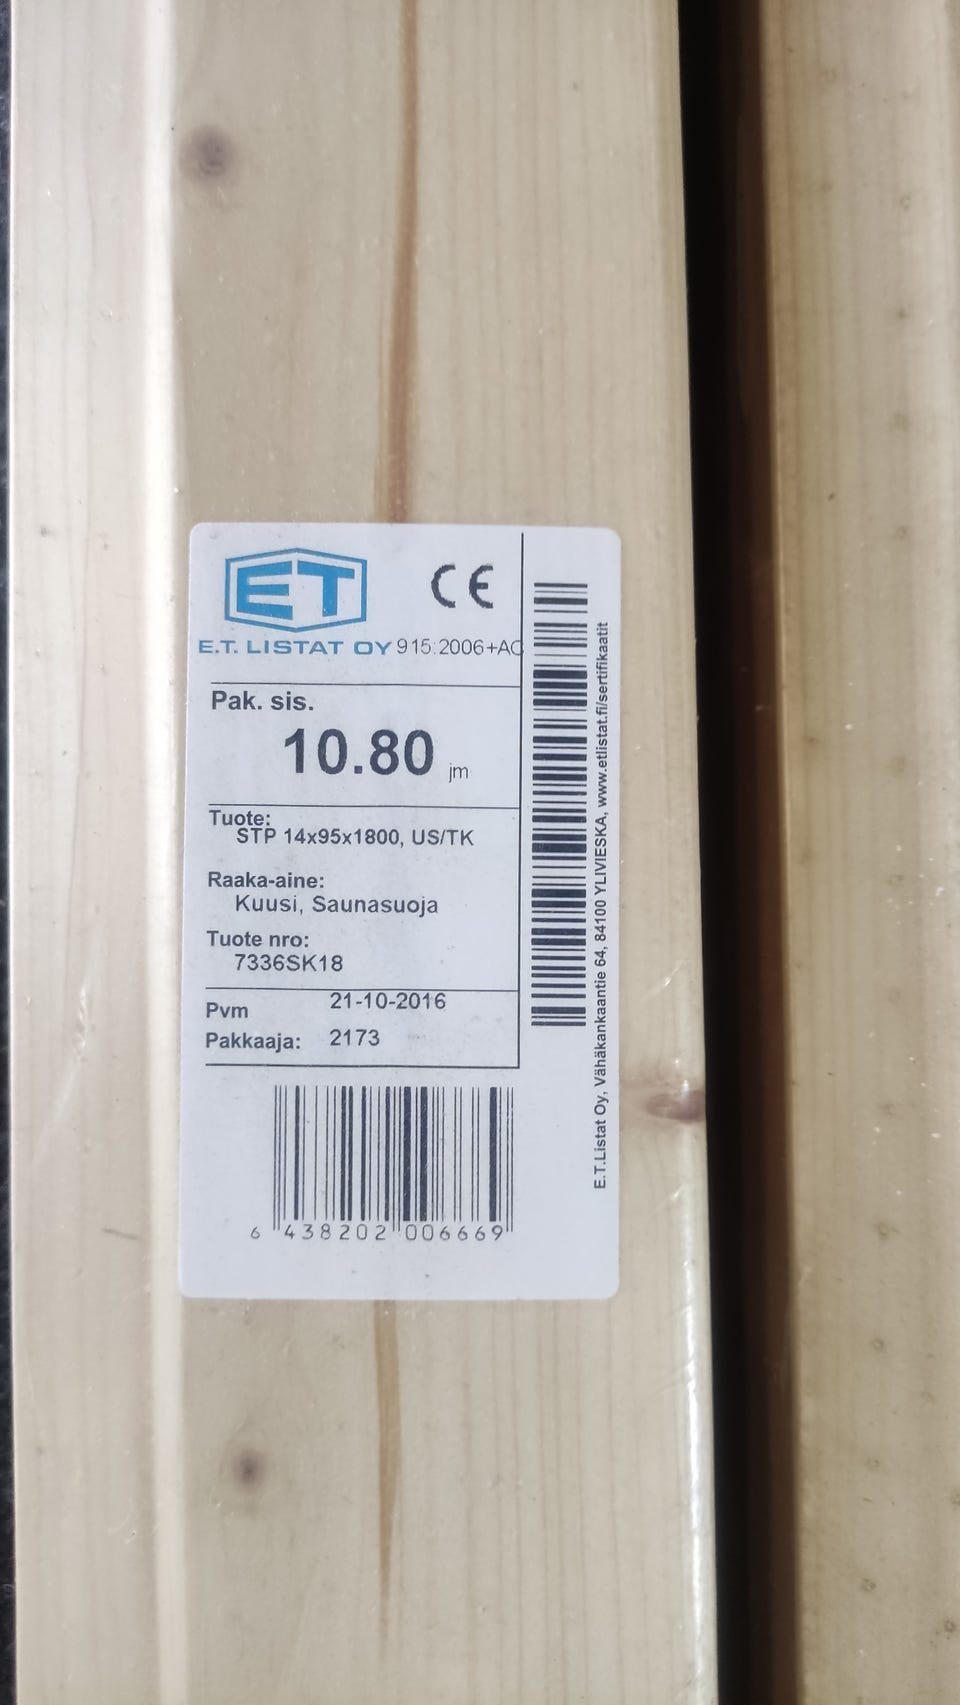 ET
CE
E.T. LISTAT OY 915:2006+AC
Pak. sis.
10.80 jm
Tuote:
STP 14x95x1800, US/TK
Raaka-aine:
Kuusi, Saunasuoja
Tuote nro:
7336SK18
Pvm 21-10-2016
Pakkaaja: 2173
6 438202 006669
E.T.Listat Oy, Vähäkankaantie 64, 84100 YLIVIESKA, www.etlistat.fi/sertifikaatit